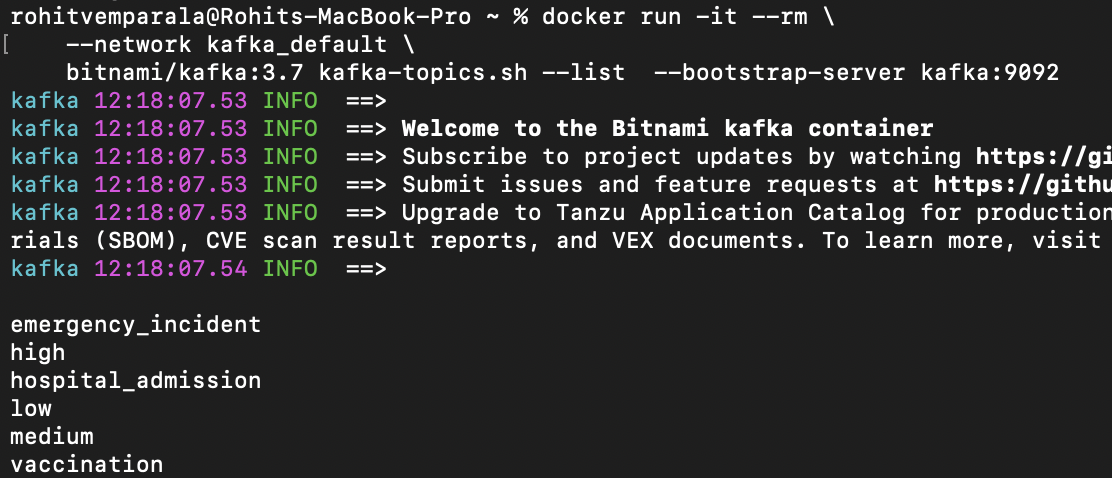 rohitvemparala@Rohits-MacBook-Pro ~ % docker run -it --rm \
[    --network kafka_default \
    bitnami/kafka:3.7 kafka-topics.sh --list  --bootstrap-server kafka:9092
kafka 12:18:07.53 INFO  ==>
kafka 12:18:07.53 INFO  ==> Welcome to the Bitnami kafka container
kafka 12:18:07.53 INFO  ==> Subscribe to project updates by watching https://gi
kafka 12:18:07.53 INFO  ==> Submit issues and feature requests at https://githu
kafka 12:18:07.53 INFO  ==> Upgrade to Tanzu Application Catalog for production
rials (SBOM), CVE scan result reports, and VEX documents. To learn more, visit
kafka 12:18:07.54 INFO  ==>
emergency_incident
high
hospital_admission
low
medium
vaccination